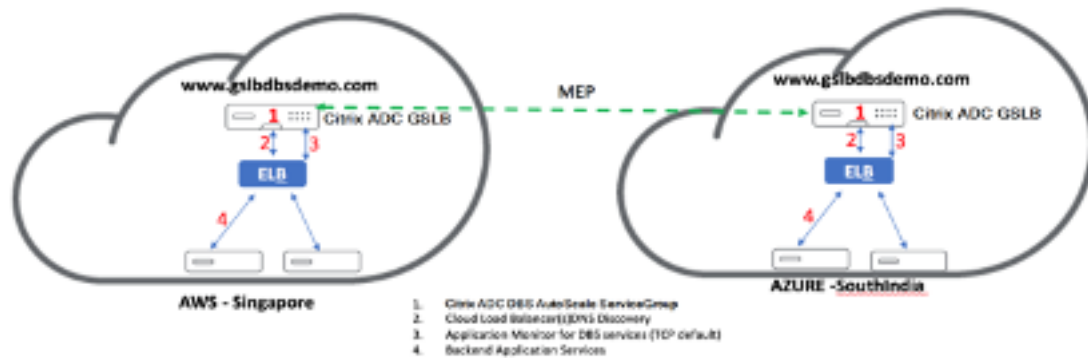 www.gslbdbsdemo.com
www.gslbdbsdemo.com
MEP
1
Citrix ADC GSLB
1
Citrix ADC GSLB
2
3
2
3
ELB
ELB
4
4
AWS - Singapore
AZURE -SouthIndia
1. Citrix ADC DBS AutoScale ServiceGroup
2. Cloud Load Balancer(s)DNS Discovery
3. Application Monitor for DBS services (TCP default)
4. Backend Application Services